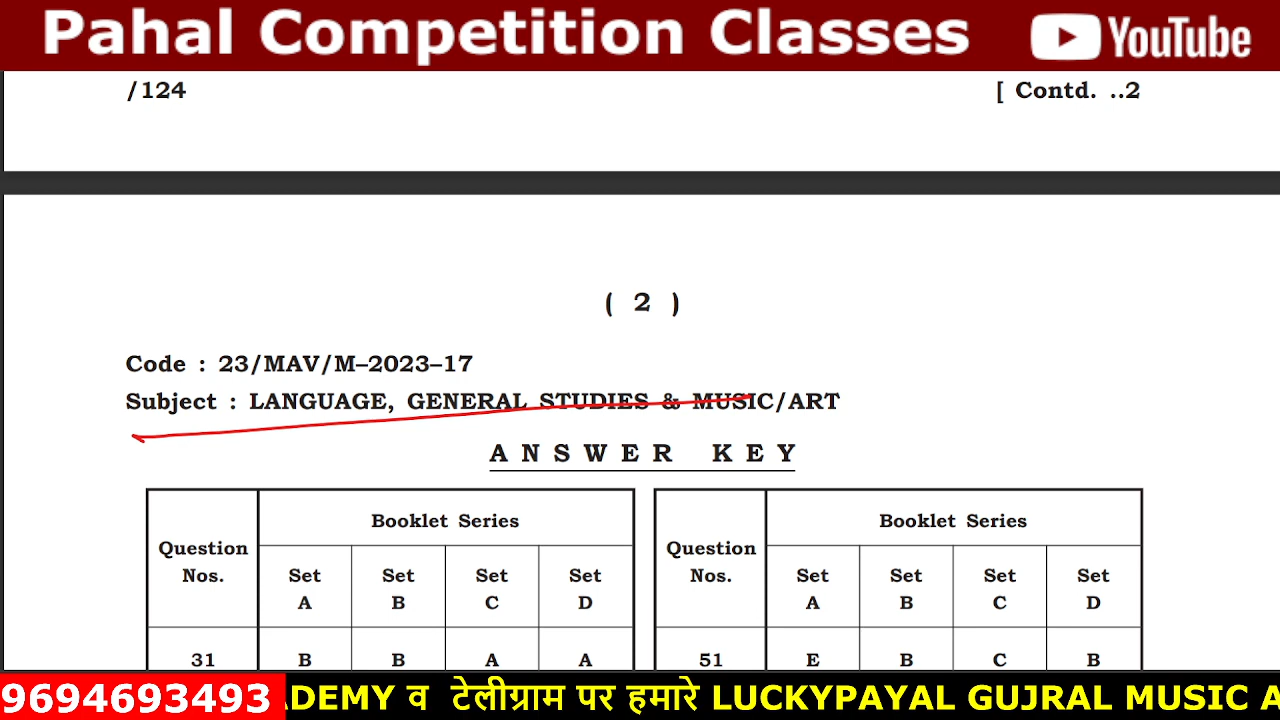 Pahal Competition Classes YouTube
/124 [ Contd. ..2
( 2 )
Code : 23/MAV/M–2023–17
Subject : LANGUAGE, GENERAL STUDIES & MUSIC/ART
ANSWER KEY
Booklet Series Booklet Series
Question Nos. Set A Set B Set C Set D Question Nos. Set A Set B Set C Set D
31 B B A A 51 E B C B
9694693493 ADEMY व टेलीग्राम पर हमारे LUCKYPAYAL GUJRAL MUSIC A